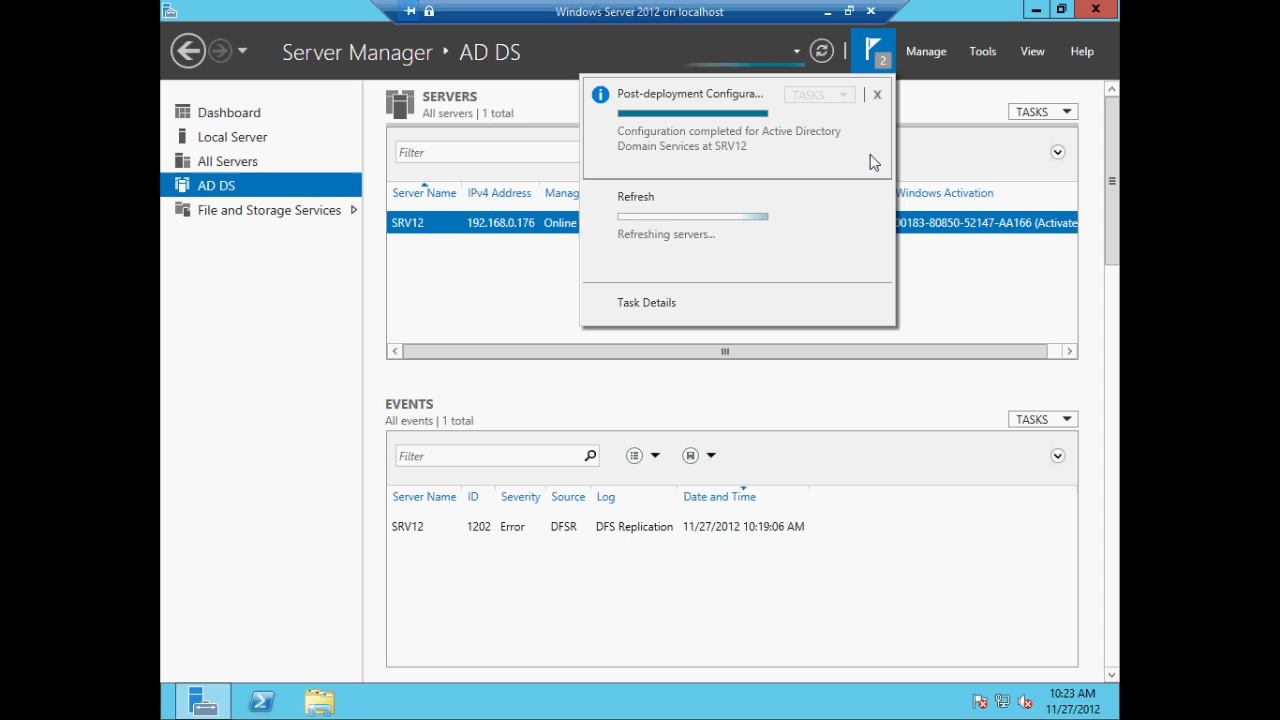 Windows Server 2012 on localhost
Server Manager • AD DS
2
Manage
Tools
View
Help
Dashboard
Local Server
All Servers
AD DS
File and Storage Services
SERVERS
All servers | 1 total
TASKS
Filter
Server Name IPv4 Address Manag
Windows Activation
SRV12 192.168.0.176 Online
00183-80850-52147-AA166 (Activate
Post-deployment Configura...
TASKS
X
Configuration completed for Active Directory
Domain Services at SRV12
Refresh
Refreshing servers...
Task Details
EVENTS
All events | 1 total
TASKS
Filter
Server Name ID Severity Source Log Date and Time
SRV12 1202 Error DFSR DFS Replication 11/27/2012 10:19:06 AM
10:23 AM
11/27/2012